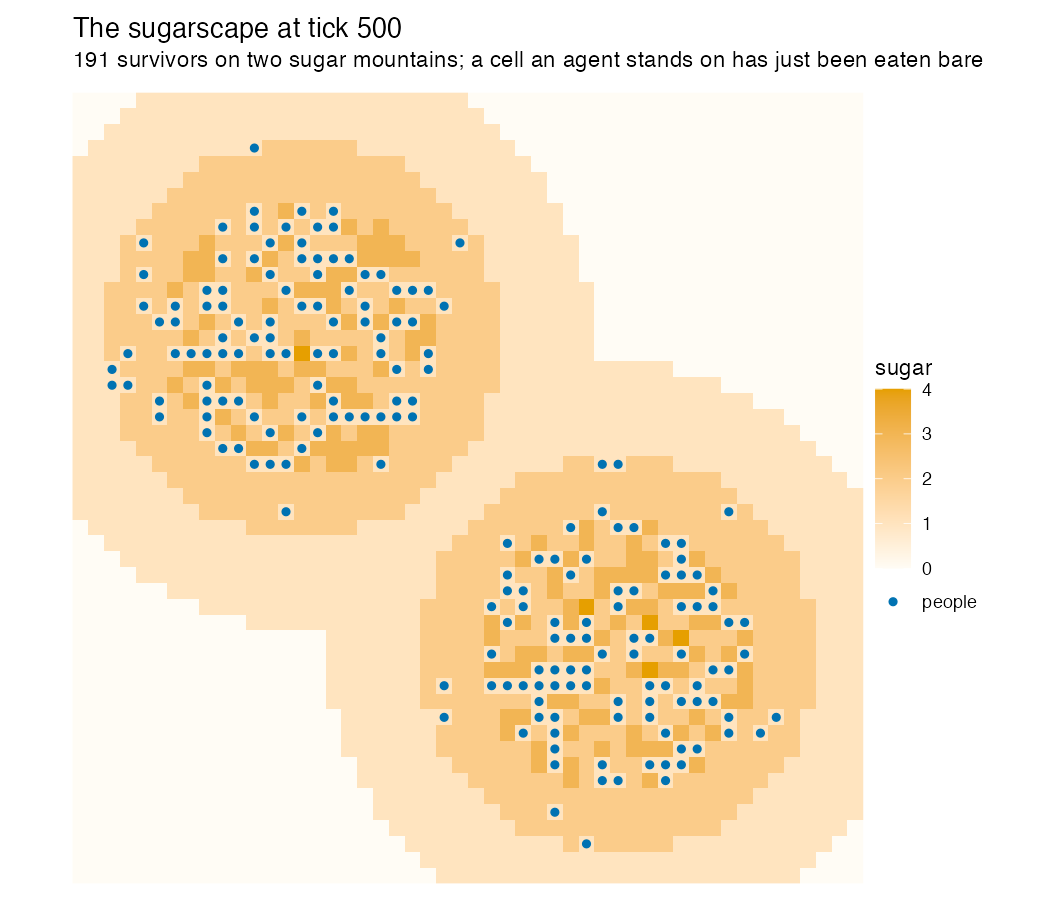 The sugarscape at tick 500
191 survivors on two sugar mountains; a cell an agent stands on has just been eaten bare
sugar
4
3
2
1
0
people